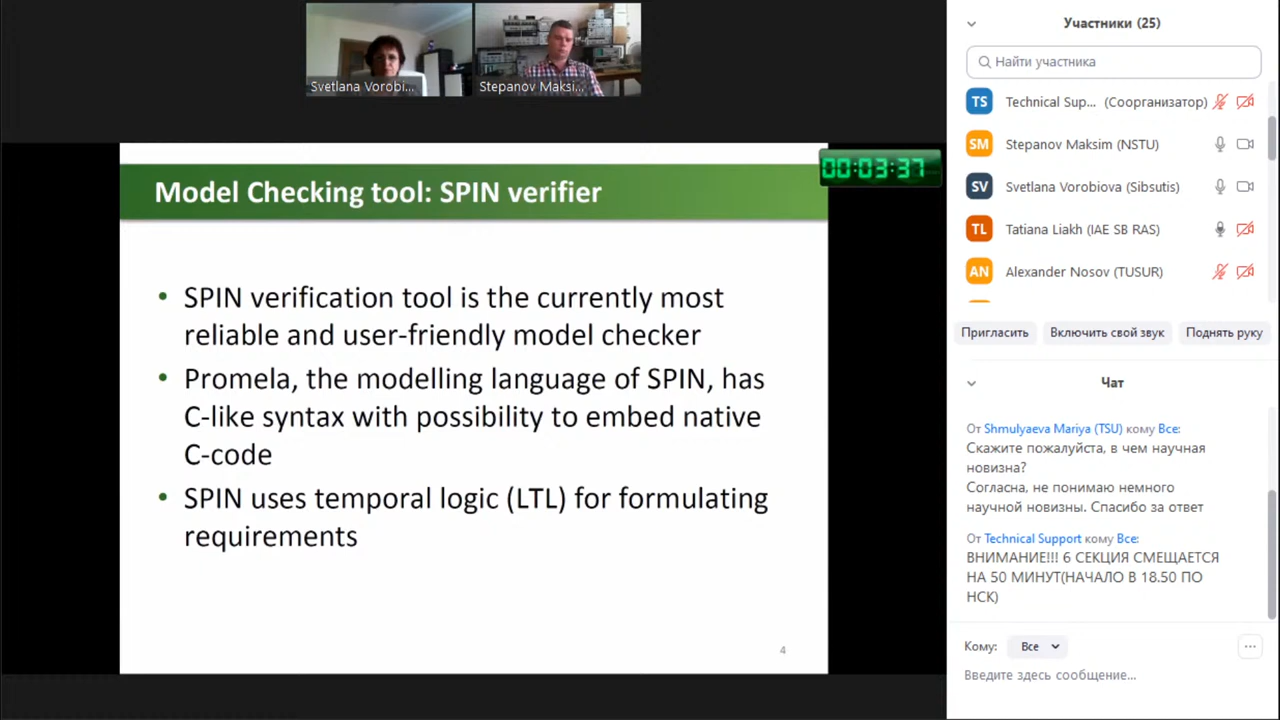 Svetlana Vorobi...
Stepanov Maksi...
00:03:37
Model Checking tool: SPIN verifier
• SPIN verification tool is the currently most
reliable and user-friendly model checker
• Promela, the modelling language of SPIN, has
C-like syntax with possibility to embed native
C-code
• SPIN uses temporal logic (LTL) for formulating
requirements
4
Участники (25)
Найти участника
TS Technical Sup... (Соорганизатор)
SM Stepanov Maksim (NSTU)
SV Svetlana Vorobiova (Sibsutis)
TL Tatiana Liakh (IAE SB RAS)
AN Alexander Nosov (TUSUR)
Пригласить Включить свой звук Поднять руку
Чат
От Shmulyaeva Mariya (TSU) кому Все:
Скажите пожалуйста, в чем научная
новизна?
Согласна, не понимаю немного
научной новизны. Спасибо за ответ
От Technical Support кому Все:
ВНИМАНИЕ!!! 6 СЕКЦИЯ СМЕЩАЕТСЯ
НА 50 МИНУТ(НАЧАЛО В 18.50 ПО
НСК)
Кому: Все
Введите здесь сообщение...